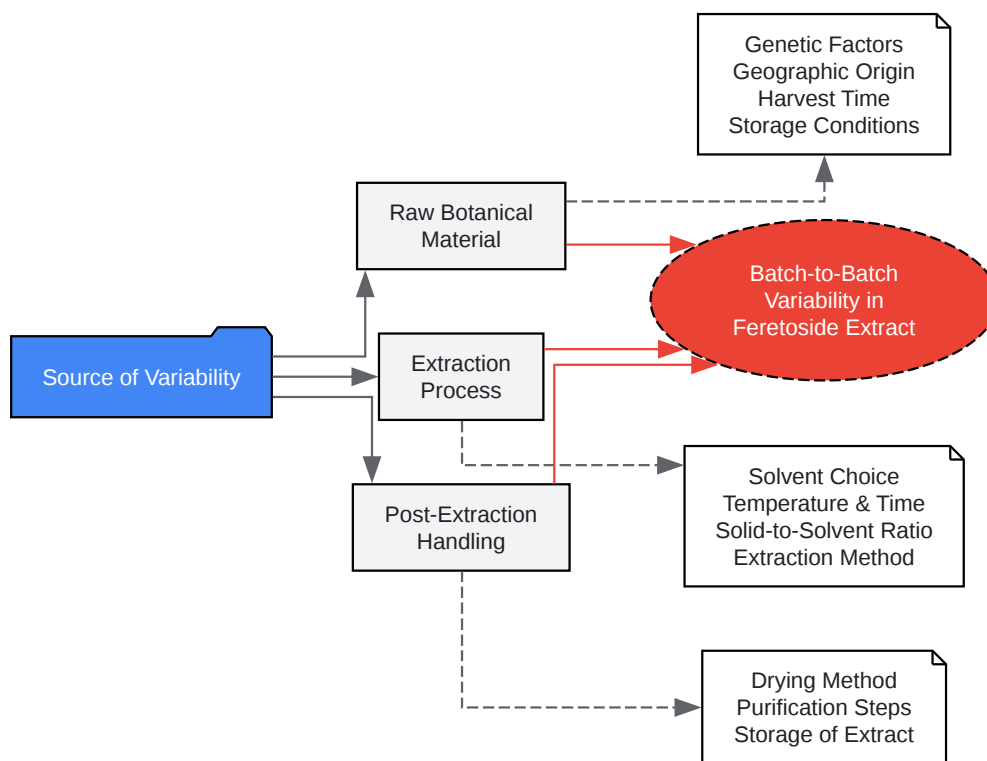 Genetic Factors
Geographic Origin
Harvest Time
Storage Conditions
Raw Botanical
Material
Batch-to-Batch
Variability in
Feretoside Extract
Source of Variability
Extraction
Process
Solvent Choice
Temperature & Time
Solid-to-Solvent Ratio
Extraction Method
Post-Extraction
Handling
Drying Method
Purification Steps
Storage of Extract